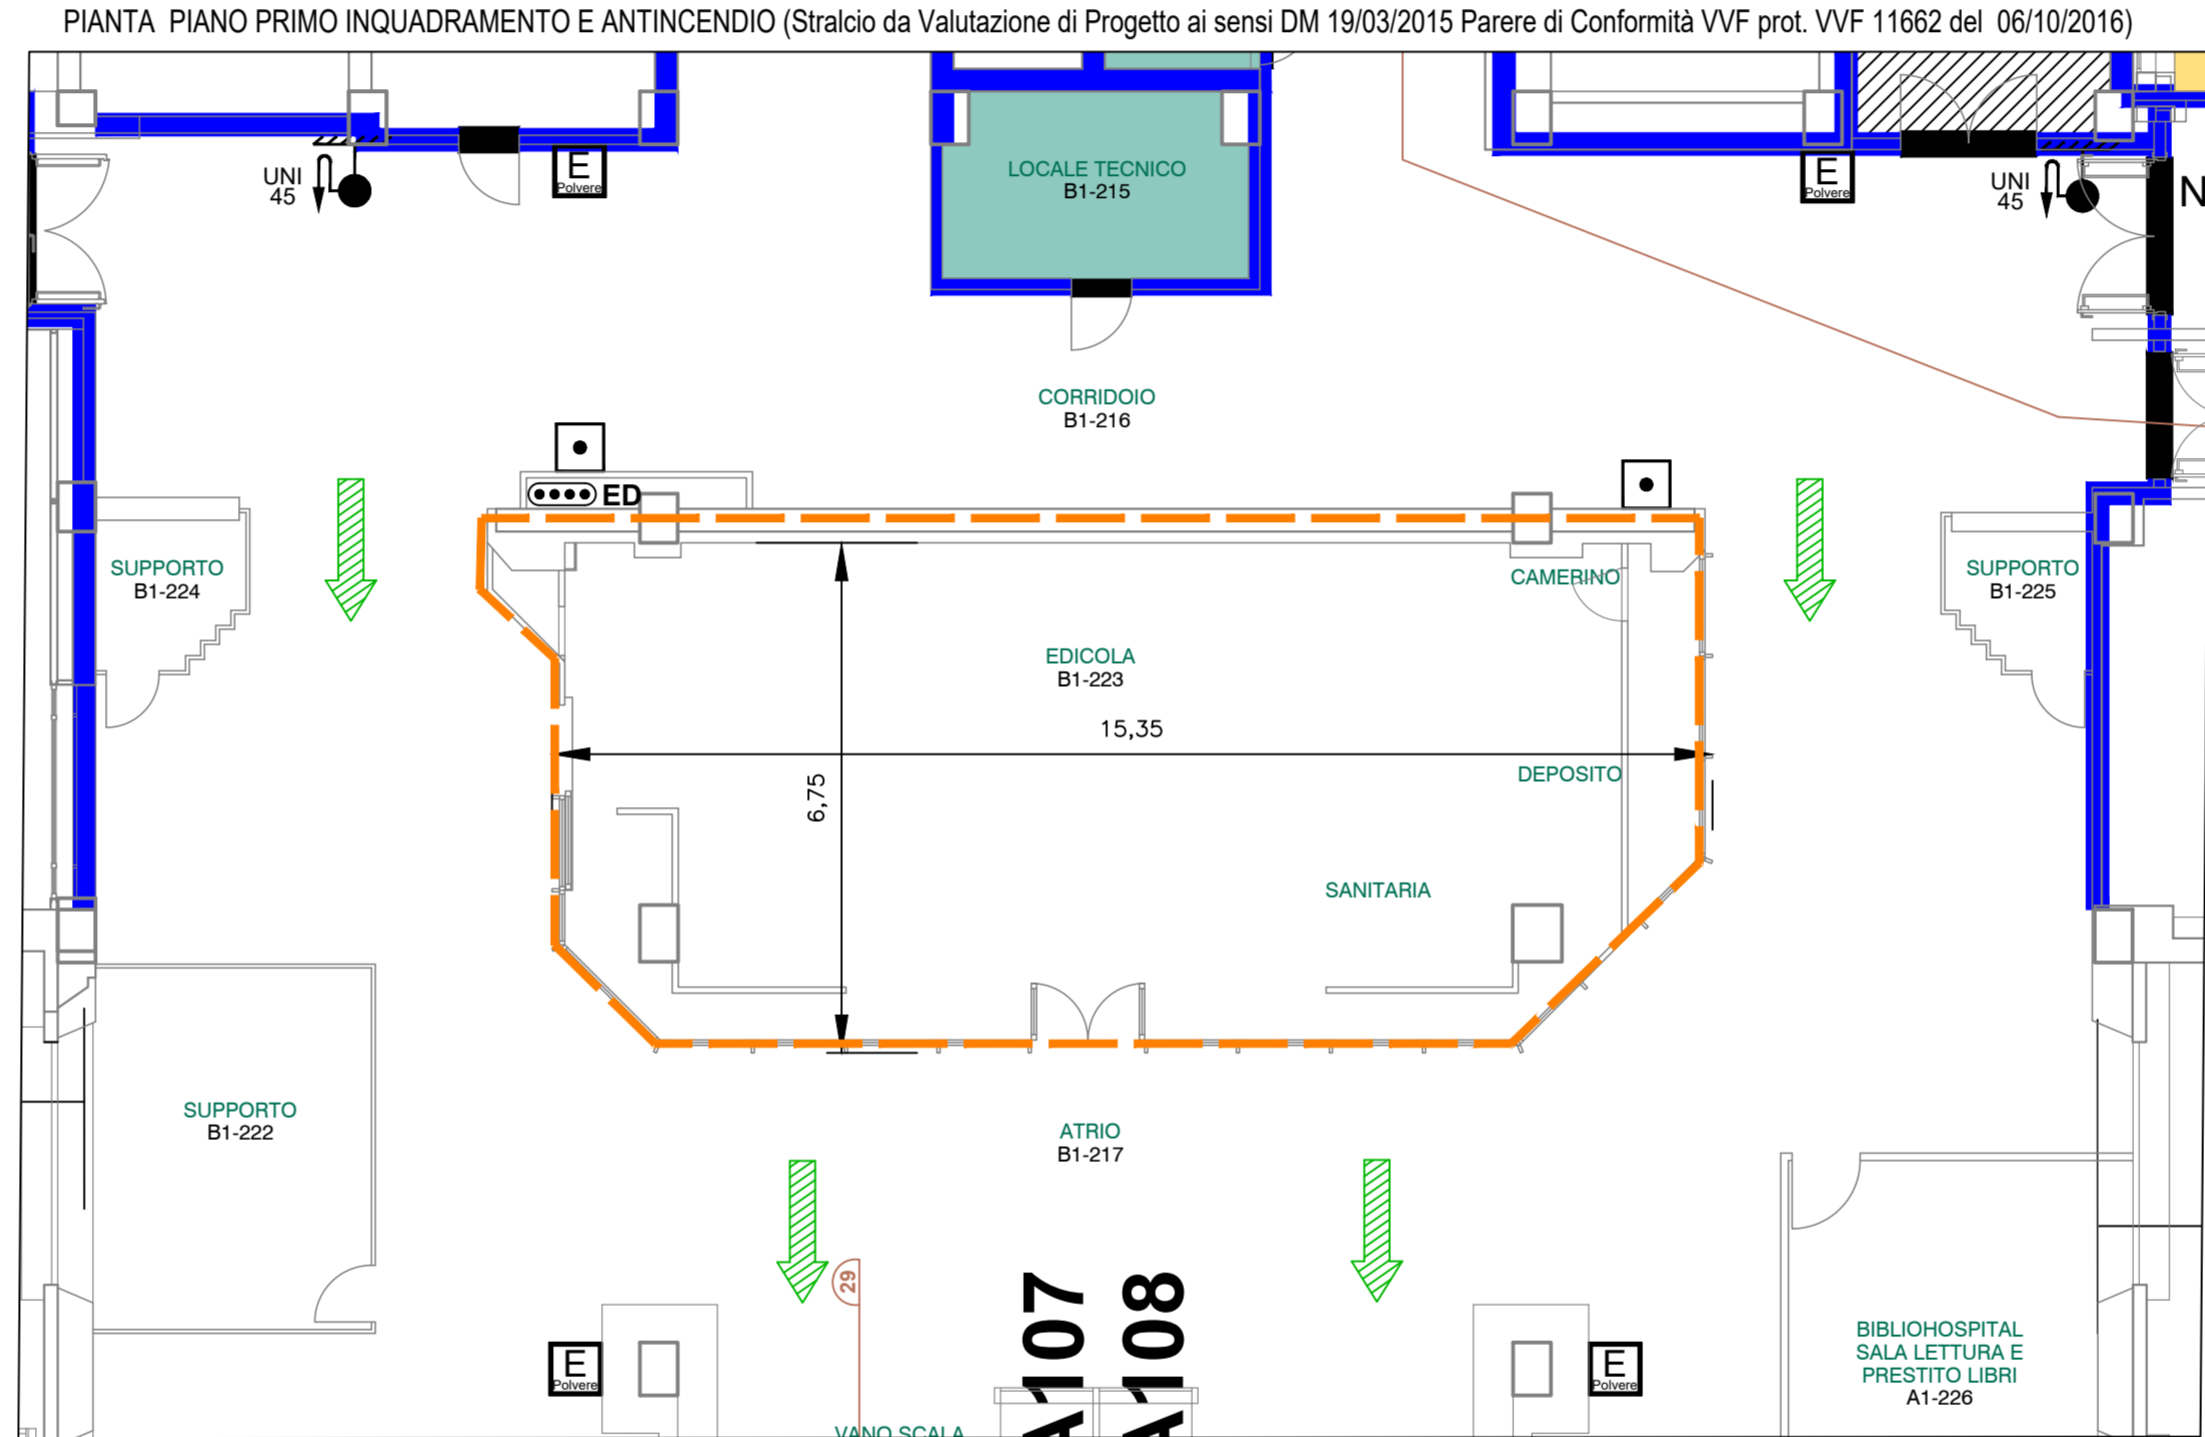 PIANTA PIANO PRIMO INQUADRAMENTO E ANTINCENDIO (Stralcio da Valutazione di Progetto ai sensi DM 19/03/2015 Parere di Conformità VVF prot. VVF 11662 del 06/10/2016)
UNI
45
E
Polvere
LOCALE TECNICO
B1-215
E
Polvere
UNI
45
N
CORRIDOIO
B1-216
ED
SUPPORTO
B1-224
CAMERINO
SUPPORTO
B1-225
EDICOLA
B1-223
15,35
6,75
DEPOSITO
SANITARIA
SUPPORTO
B1-222
ATRIO
B1-217
29
A107
A108
E
Polvere
E
Polvere
BIBLIOHOSPITAL
SALA LETTURA E
PRESTITO LIBRI
A1-226
VANO SCALA